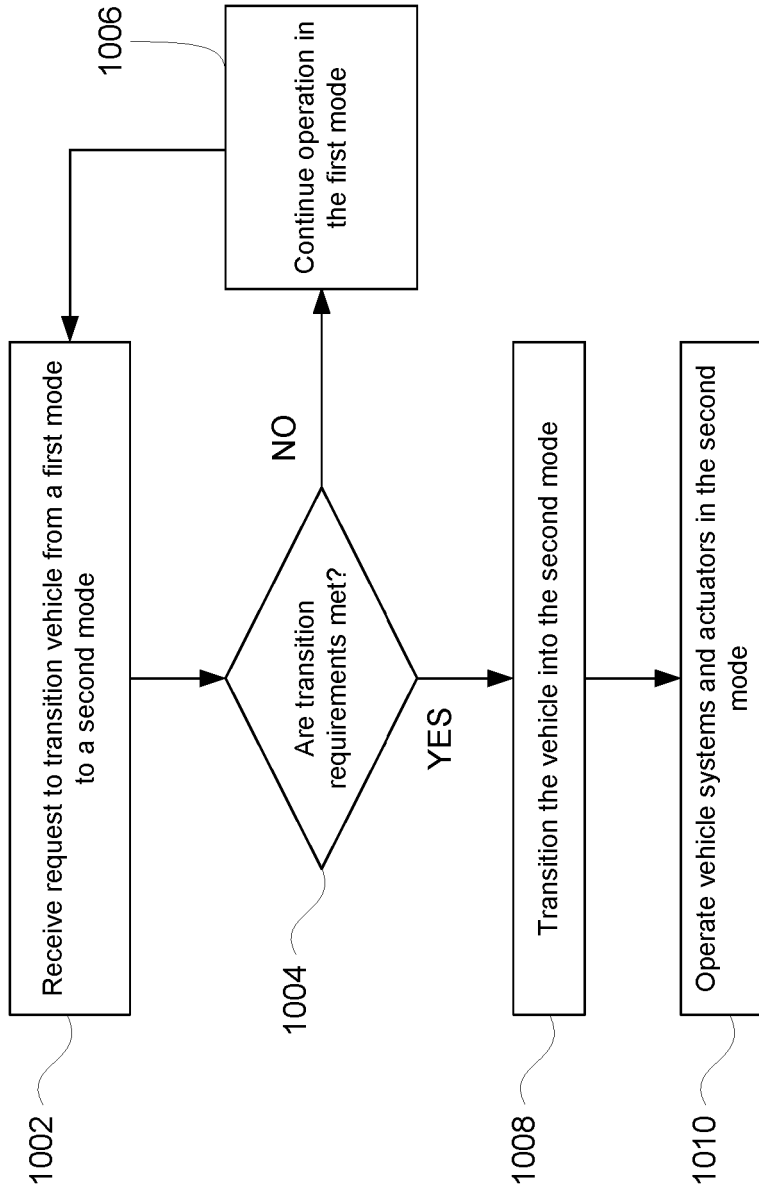 1002
Receive request to transition vehicle from a first mode
to a second mode
1004
Are transition
requirements met?
NO
1006
Continue operation in
the first mode
YES
1008
Transition the vehicle into the second mode
1010
Operate vehicle systems and actuators in the second
mode